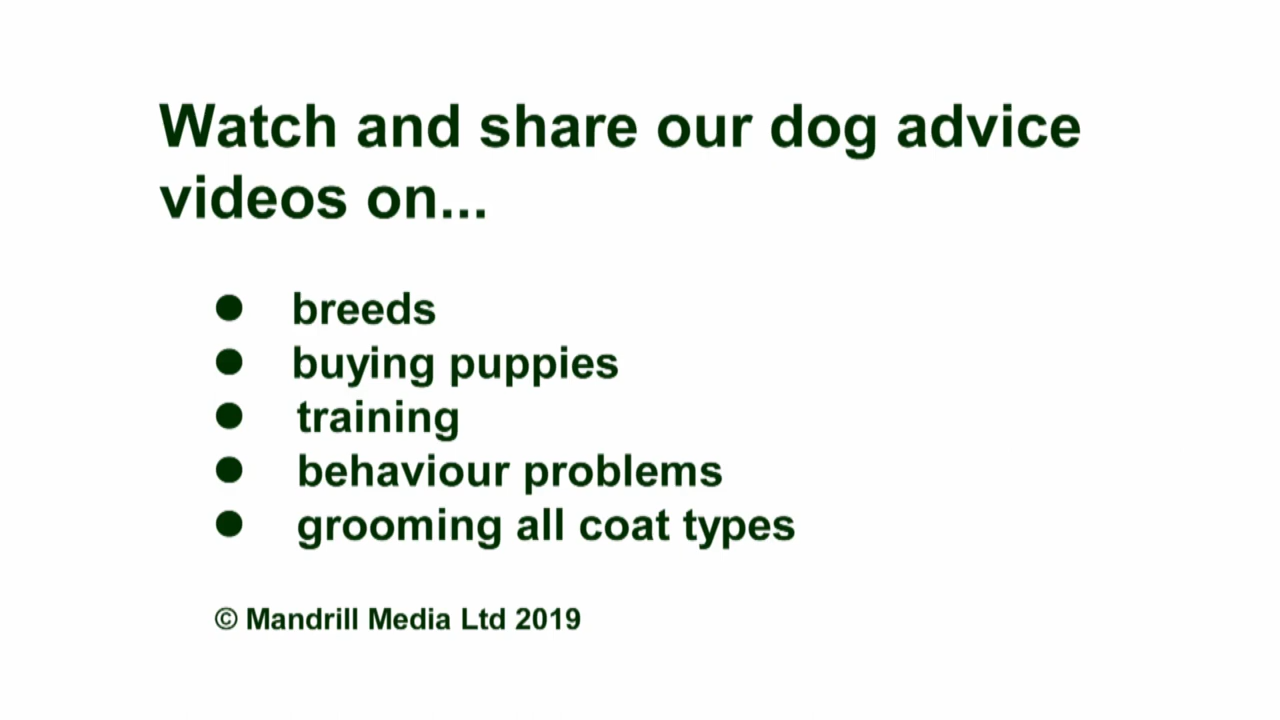 Watch and share our dog advice
videos on...
● breeds
● buying puppies
● training
● behaviour problems
● grooming all coat types
© Mandrill Media Ltd 2019